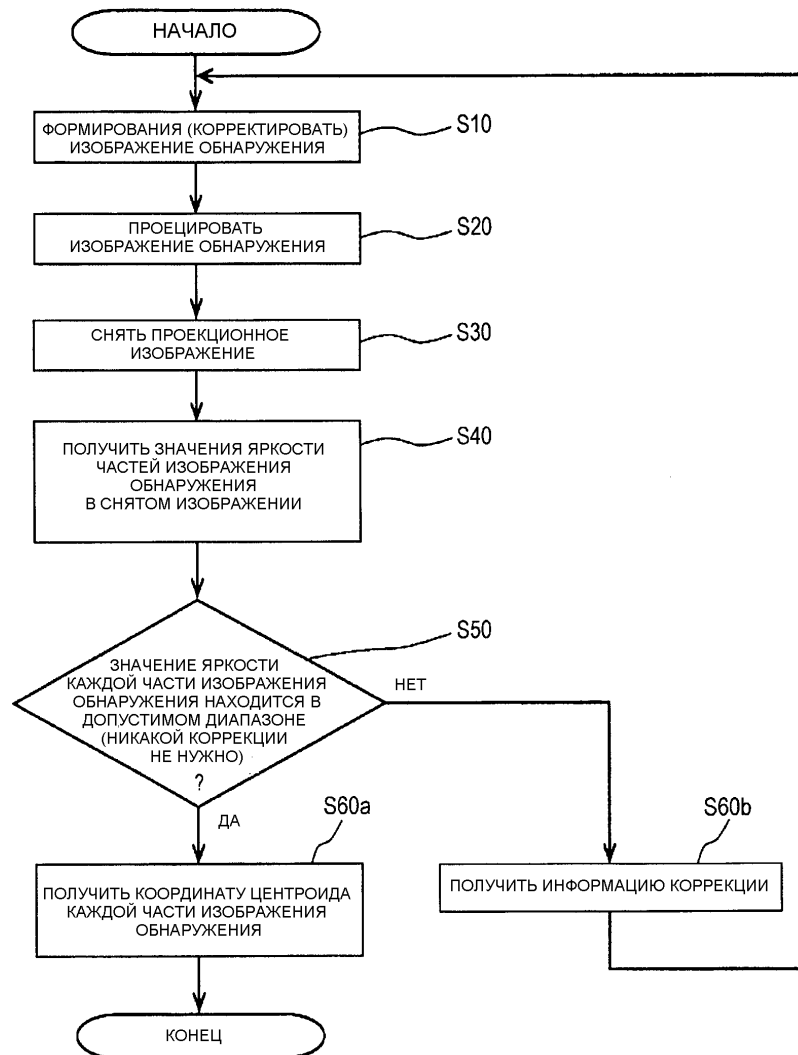 НАЧАЛО
ФОРМИРОВАНИЯ (КОРРЕКТИРОВАТЬ)
ИЗОБРАЖЕНИЕ ОБНАРУЖЕНИЯ
S10
ПРОЕЦИРОВАТЬ
ИЗОБРАЖЕНИЕ ОБНАРУЖЕНИЯ
S20
СНЯТЬ ПРОЕКЦИОННОЕ
ИЗОБРАЖЕНИЕ
S30
ПОЛУЧИТЬ ЗНАЧЕНИЯ ЯРКОСТИ
ЧАСТЕЙ ИЗОБРАЖЕНИЯ
ОБНАРУЖЕНИЯ
В СНЯТОМ ИЗОБРАЖЕНИИ
S40
ЗНАЧЕНИЕ ЯРКОСТИ
КАЖДОЙ ЧАСТИ ИЗОБРАЖЕНИЯ
ОБНАРУЖЕНИЯ НАХОДИТСЯ В
ДОПУСТИМОМ ДИАПАЗОНЕ
(НИКАКОЙ КОРРЕКЦИИ
НЕ НУЖНО)
?
S50
НЕТ
ДА
S60a
ПОЛУЧИТЬ КООРДИНАТУ ЦЕНТРОИДА
КАЖДОЙ ЧАСТИ ИЗОБРАЖЕНИЯ
ОБНАРУЖЕНИЯ
S60b
ПОЛУЧИТЬ ИНФОРМАЦИЮ КОРРЕКЦИИ
КОНЕЦ